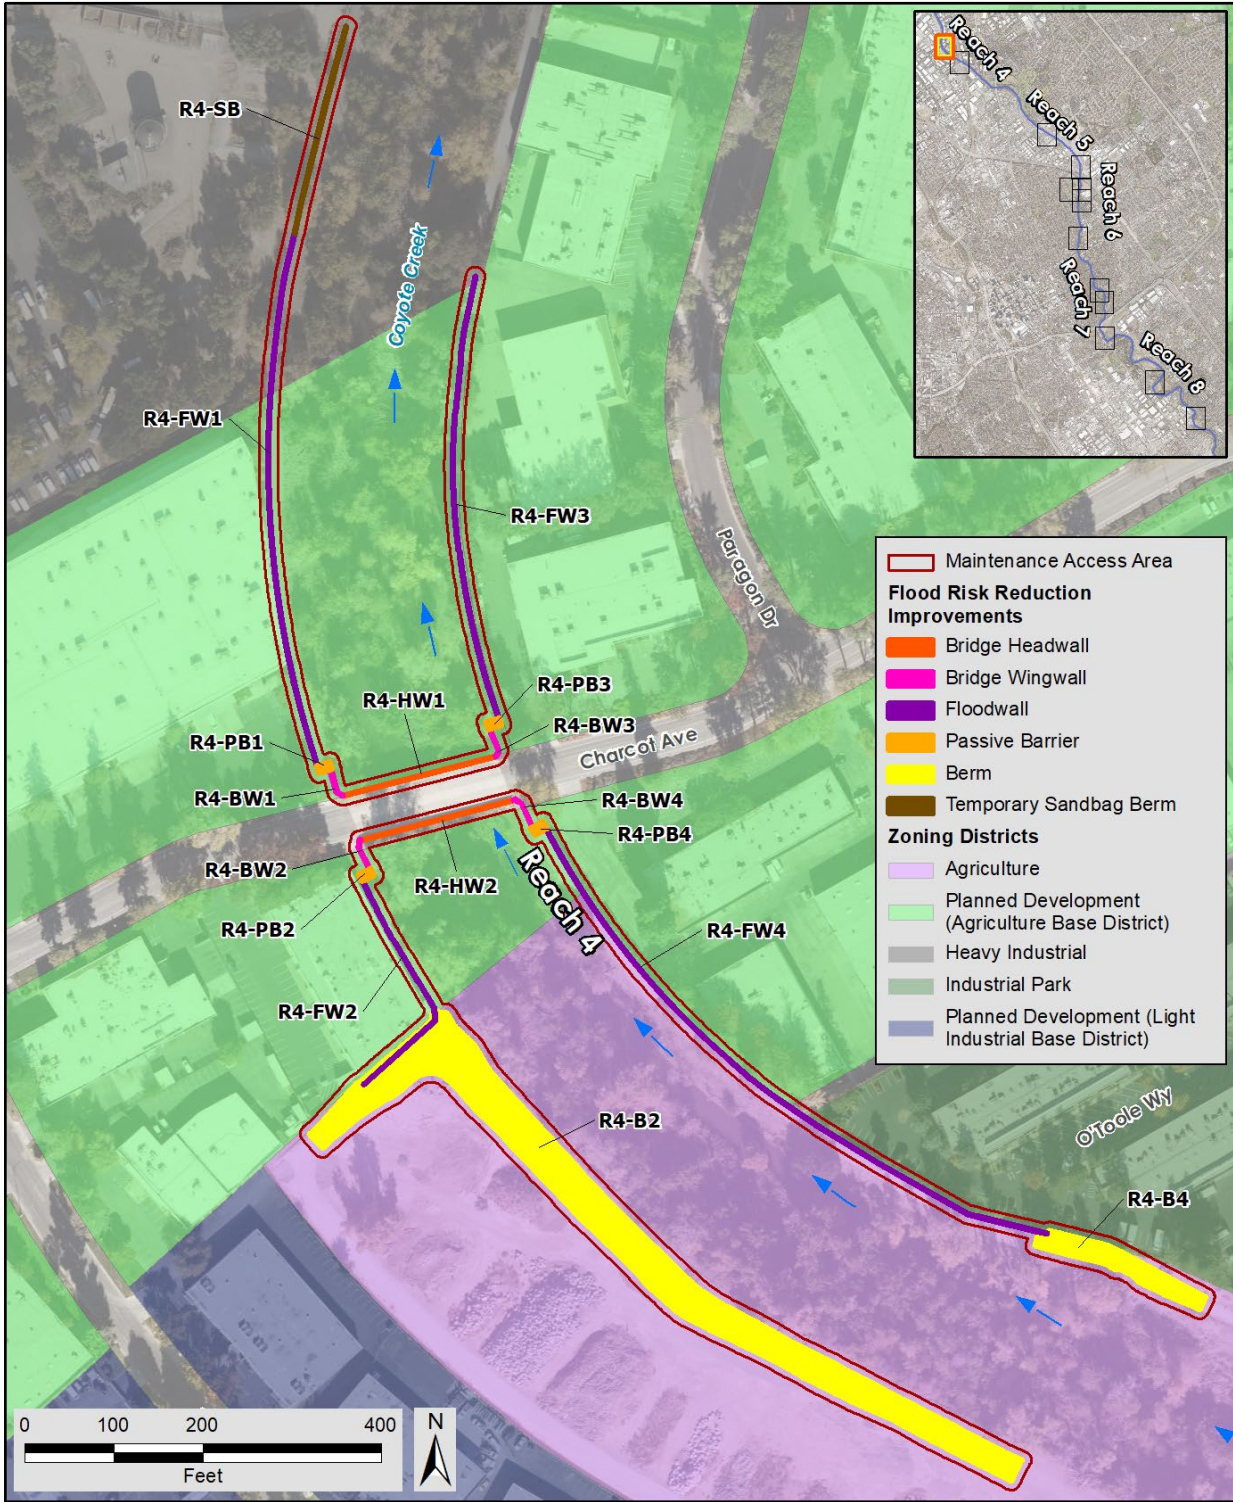 R4-SB
Coyote Creek
R4-FW1
R4-FW3
Paragon Dr
R4-PB3
R4-HW1
R4-BW3
R4-PB1
Charcot Ave
R4-BW1
R4-BW4
R4-PB4
R4-BW2
R4-HW2
Reach 4
R4-PB2
R4-FW4
R4-FW2
R4-B2
O'Toole Wy
R4-B4
Reach 4
Reach 5
Reach 6
Reach 7
Reach 8
Maintenance Access Area
Flood Risk Reduction
Improvements
Bridge Headwall
Bridge Wingwall
Floodwall
Passive Barrier
Berm
Temporary Sandbag Berm
Zoning Districts
Agriculture
Planned Development
(Agriculture Base District)
Heavy Industrial
Industrial Park
Planned Development (Light
Industrial Base District)
0 100 200 400
Feet
N